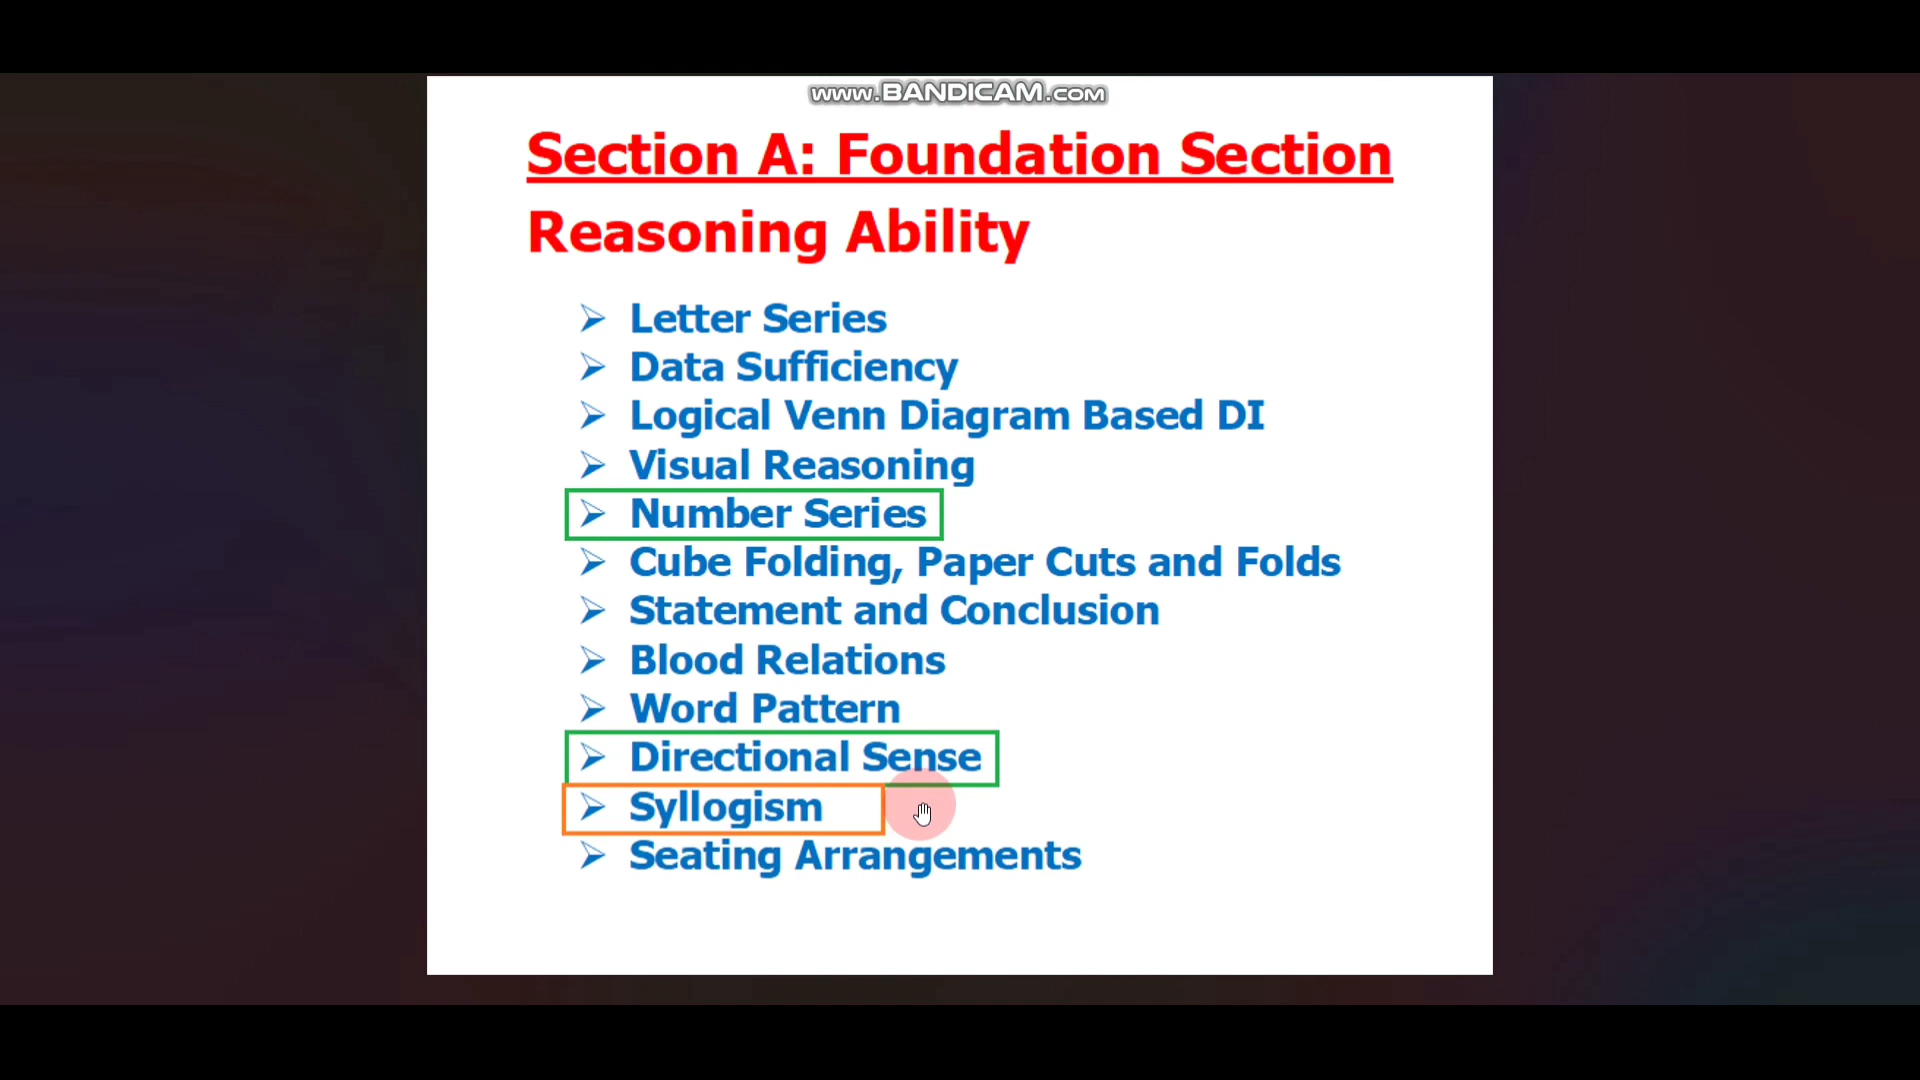 www.BANDICAM.com
Section A: Foundation Section
Reasoning Ability
➢ Letter Series
➢ Data Sufficiency
➢ Logical Venn Diagram Based DI
➢ Visual Reasoning
➢ Number Series
➢ Cube Folding, Paper Cuts and Folds
➢ Statement and Conclusion
➢ Blood Relations
➢ Word Pattern
➢ Directional Sense
➢ Syllogism
➢ Seating Arrangements